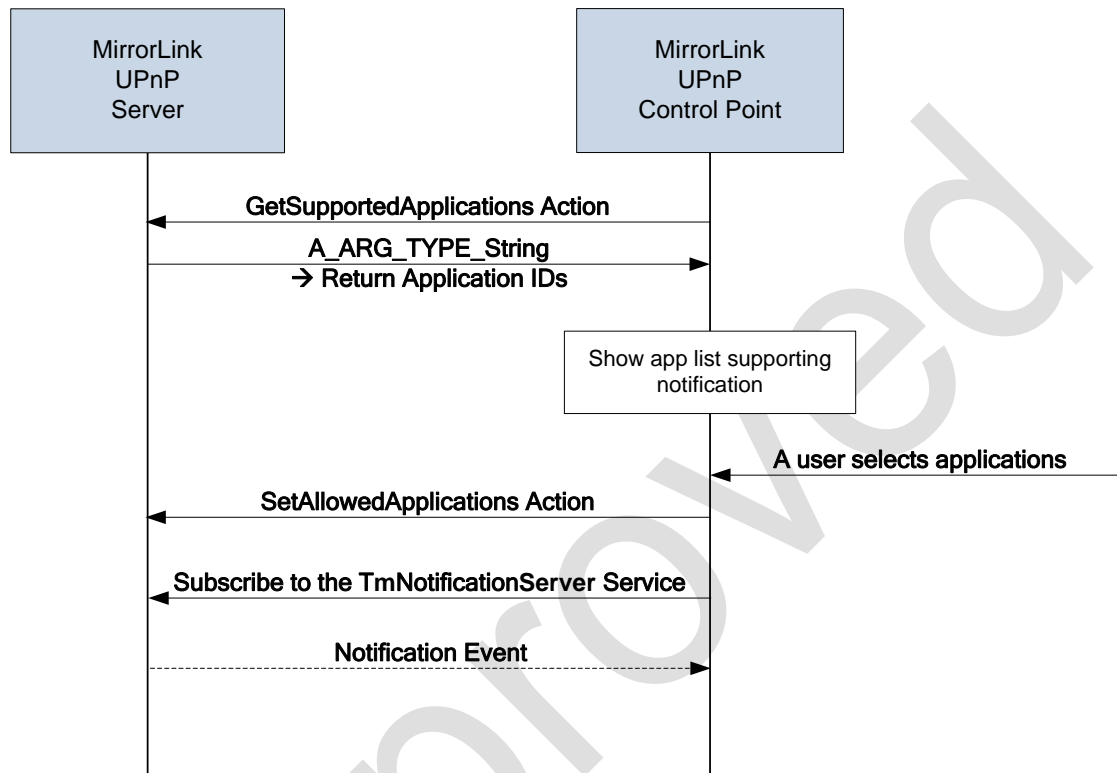 MirrorLink
UPnP
Server
MirrorLink
UPnP
Control Point
GetSupportedApplications Action
A_ARG_TYPE_String
→ Return Application IDs
Show app list supporting
notification
A user selects applications
SetAllowedApplications Action
Subscribe to the TmNotificationServer Service
Notification Event
proved